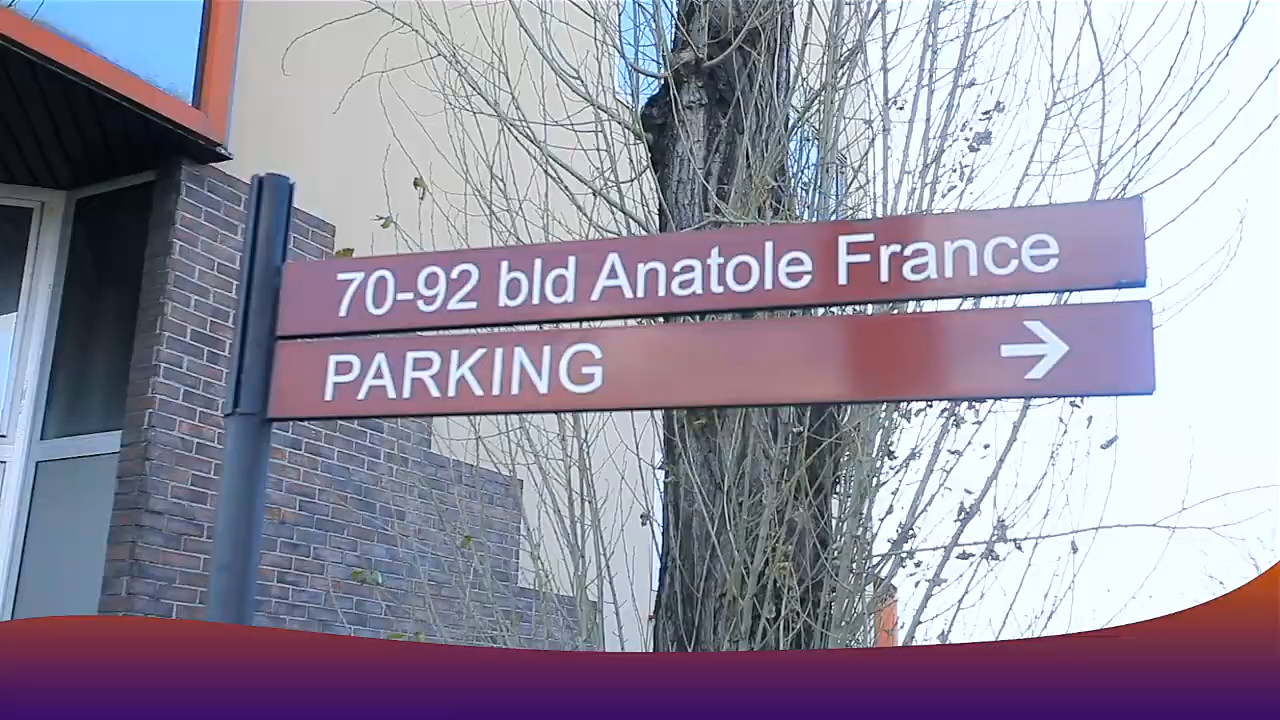 70-92 bld Anatole France
PARKING →